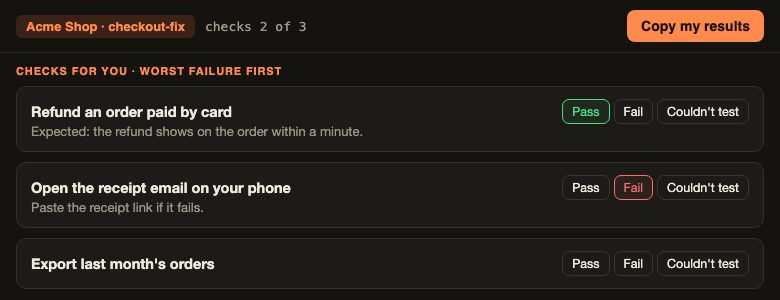 Acme Shop · checkout-fix checks 2 of 3 Copy my results
CHECKS FOR YOU · WORST FAILURE FIRST
Refund an order paid by card Pass Fail Couldn't test
Expected: the refund shows on the order within a minute.
Open the receipt email on your phone Pass Fail Couldn't test
Paste the receipt link if it fails.
Export last month's orders Pass Fail Couldn't test